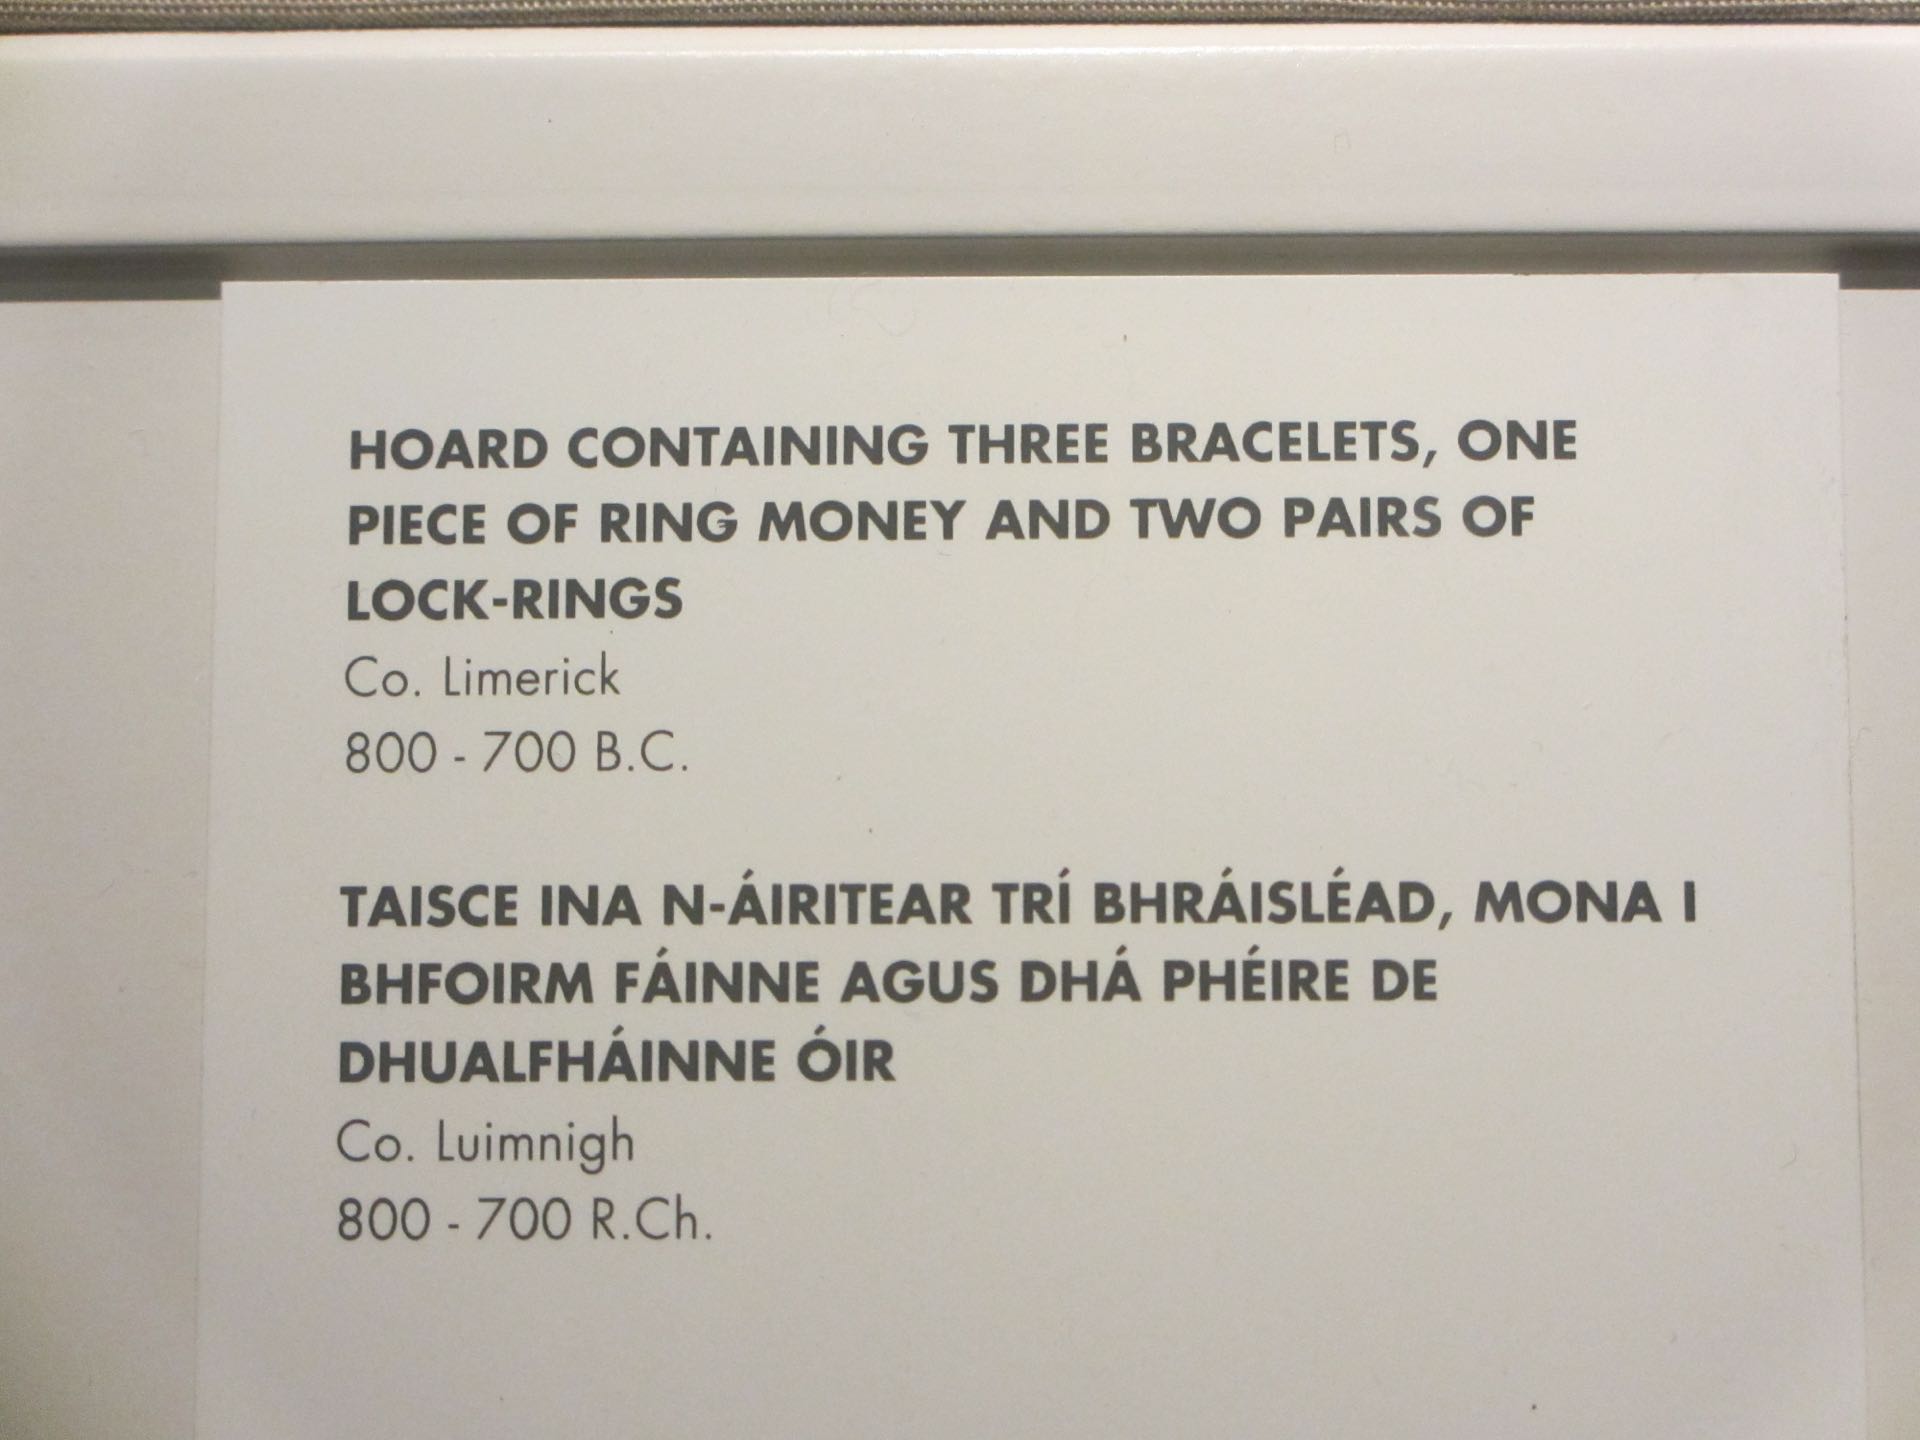 HOARD CONTAINING THREE BRACELETS, ONE
PIECE OF RING MONEY AND TWO PAIRS OF
LOCK-RINGS
Co. Limerick
800 - 700 B.C.
TAISCE INA N-ÁIRITEAR TRÍ BHRÁISLÉAD, MONA I
BHFOIRM FÁINNE AGUS DHÁ PHÉIRE DE
DHUALFHÁINNE ÓIR
Co. Luimnigh
800 - 700 R.Ch.